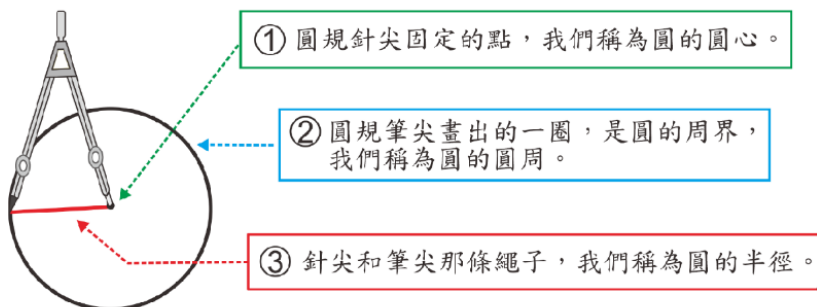 ① 圓規針尖固定的點，我們稱為圓的圓心。
② 圓規筆尖畫出的一圈，是圓的周界，
我們稱為圓的圓周。
③ 針尖和筆尖那條繩子，我們稱為圓的半徑。